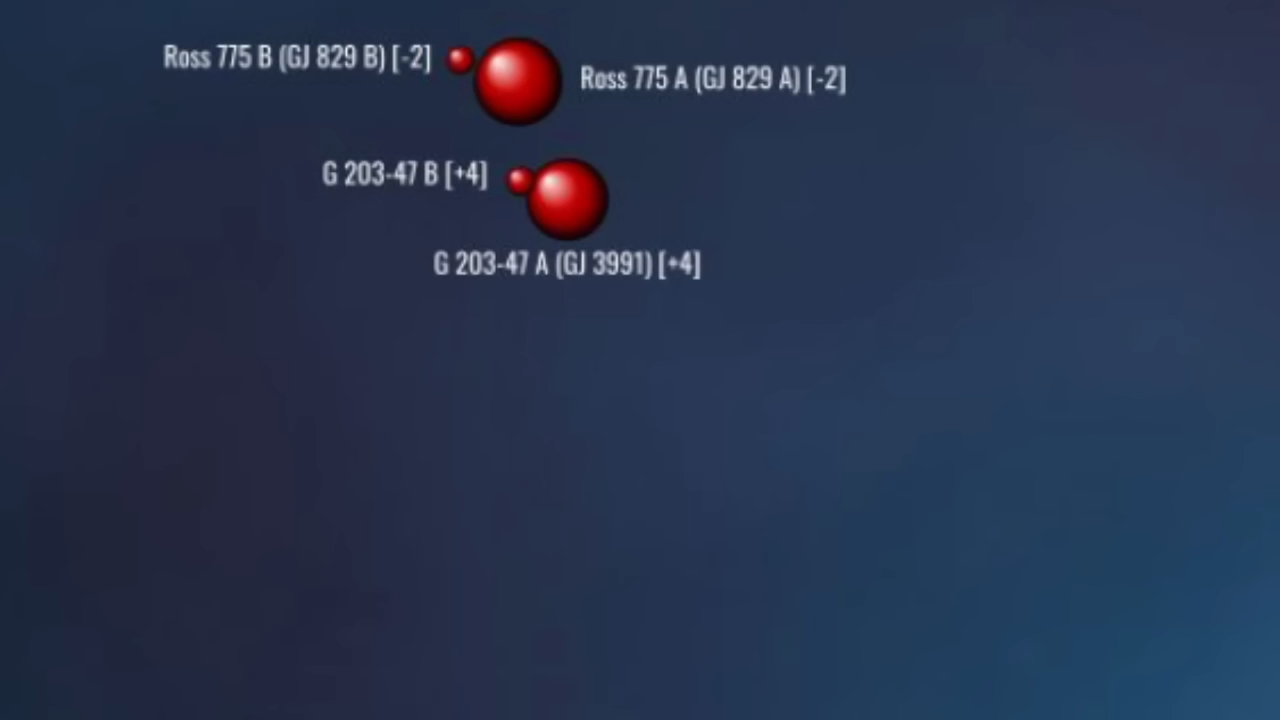 Ross 775 B (GJ 829 B) [-2]
Ross 775 A (GJ 829 A) [-2]
G 203-47 B [+4]
G 203-47 A (GJ 3991) [+4]